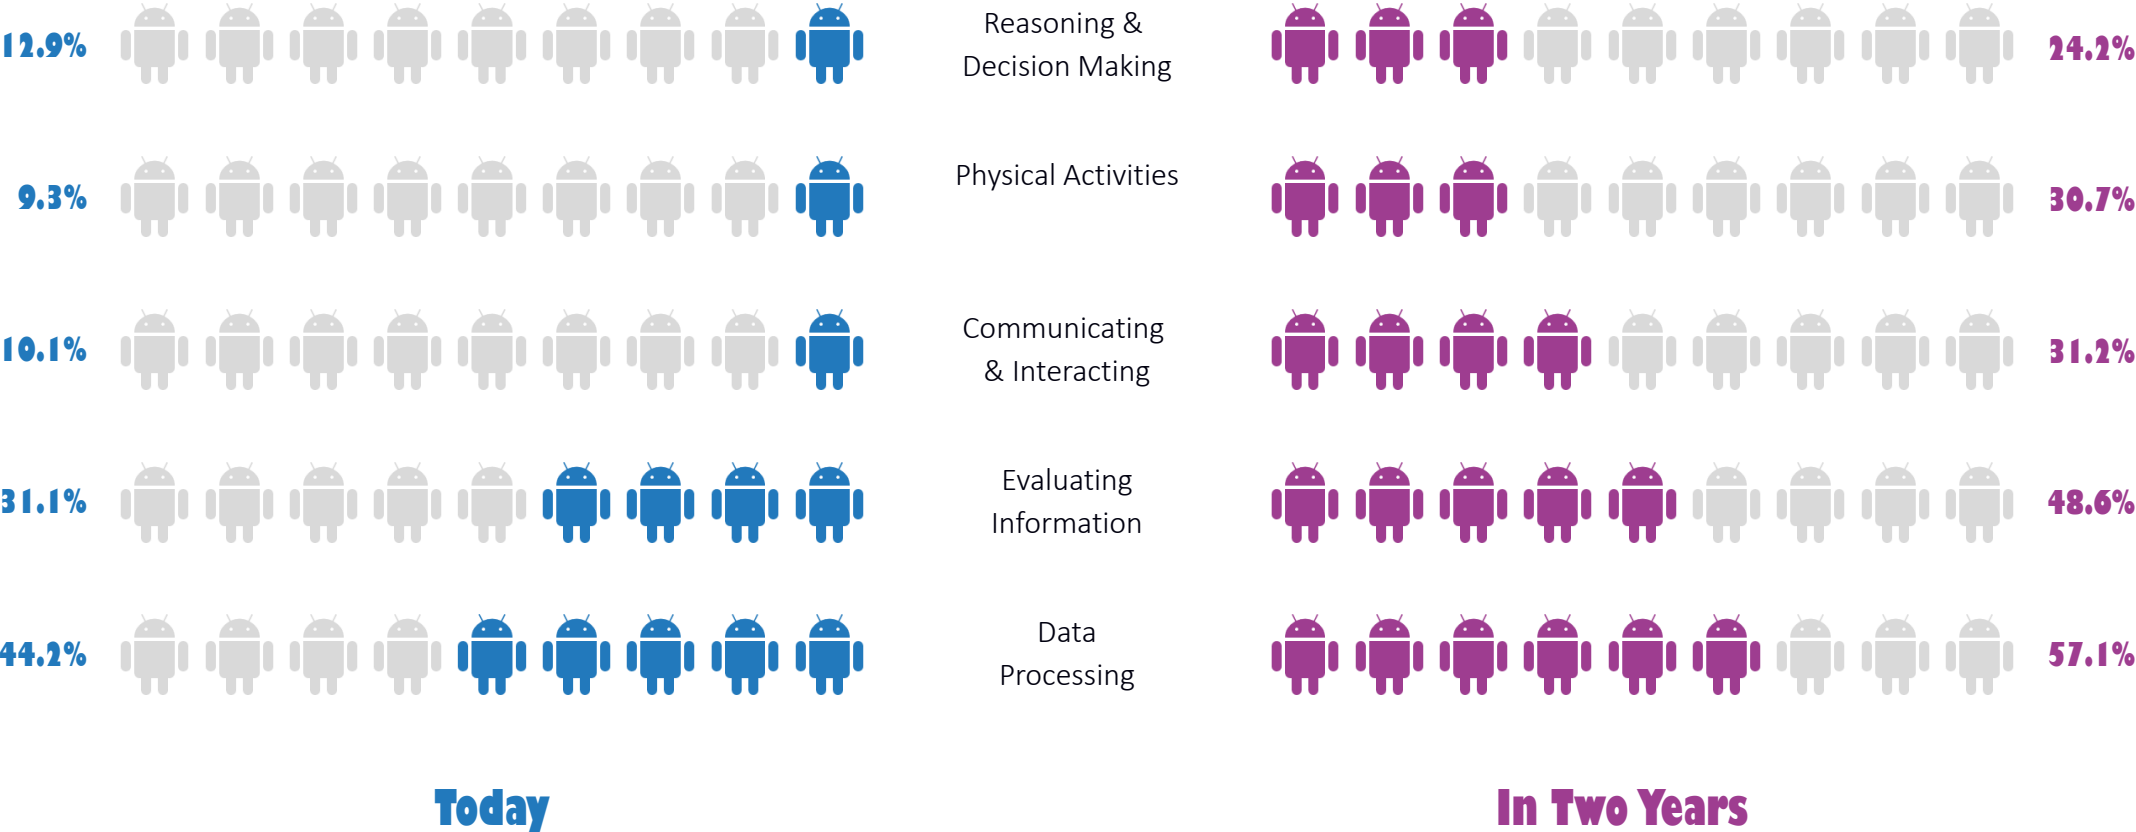 12.9%
Reasoning &
Decision Making
24.2%
9.3%
Physical Activities
30.7%
10.1%
Communicating
& Interacting
31.2%
31.1%
Evaluating
Information
48.6%
44.2%
Data
Processing
57.1%
Today
In Two Years